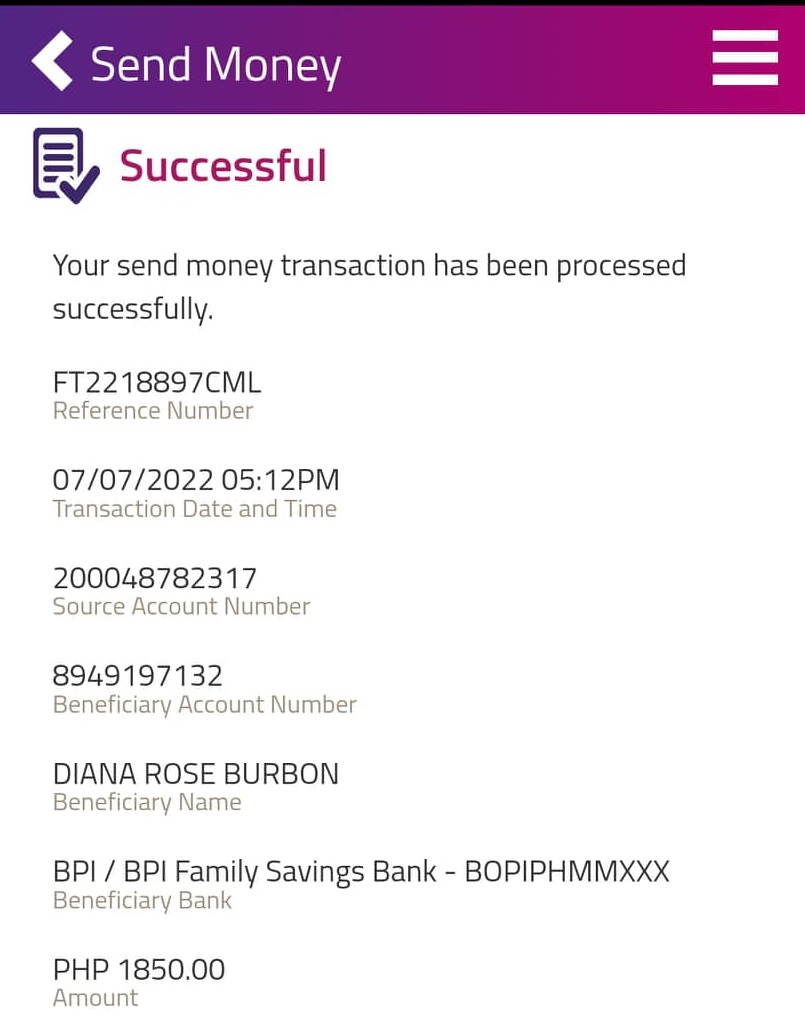 Send Money
Successful
Your send money transaction has been processed
successfully.
FT2218897CML
Reference Number
07/07/2022 05:12PM
Transaction Date and Time
200048782317
Source Account Number
8949197132
Beneficiary Account Number
DIANA ROSE BURBON
Beneficiary Name
BPI / BPI Family Savings Bank - BOPIPHMMXXX
Beneficiary Bank
PHP 1850.00
Amount